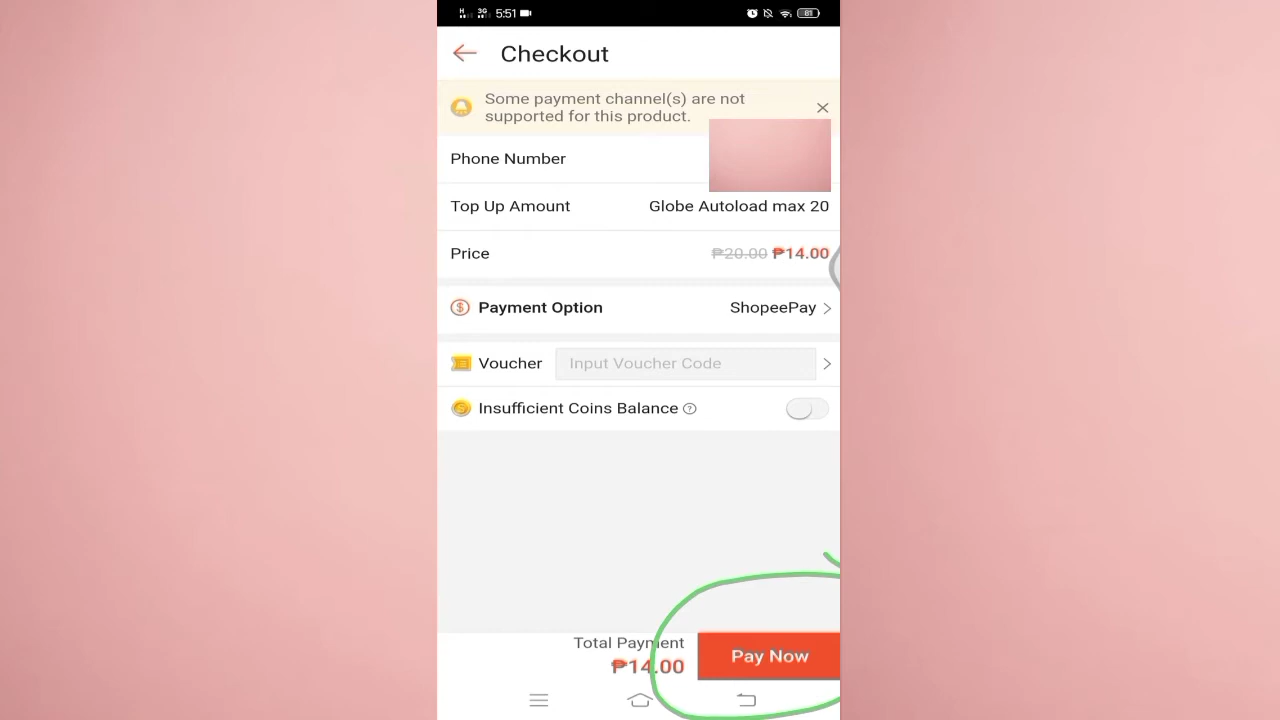 H 3G 5:51 81
Checkout
Some payment channel(s) are not
supported for this product.
Phone Number
Top Up Amount Globe Autoload max 20
Price ₱20.00 ₱14.00
Payment Option ShopeePay
Voucher Input Voucher Code
Insufficient Coins Balance
Total Payment
₱14.00
Pay Now